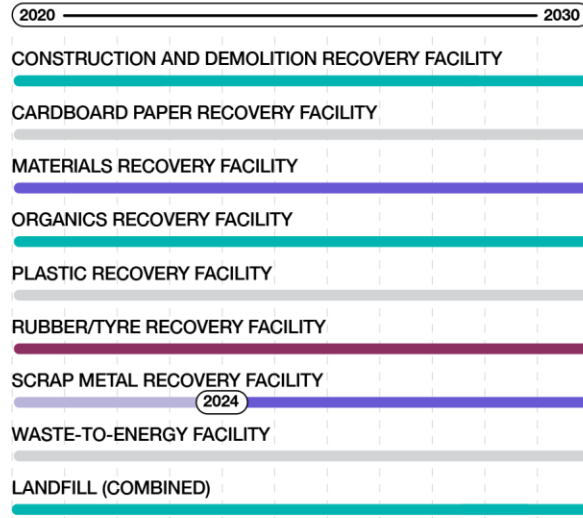 2020 2030
CONSTRUCTION AND DEMOLITION RECOVERY FACILITY
CARDBOARD PAPER RECOVERY FACILITY
MATERIALS RECOVERY FACILITY
ORGANICS RECOVERY FACILITY
PLASTIC RECOVERY FACILITY
RUBBER/TYRE RECOVERY FACILITY
SCRAP METAL RECOVERY FACILITY
2024
WASTE-TO-ENERGY FACILITY
LANDFILL (COMBINED)